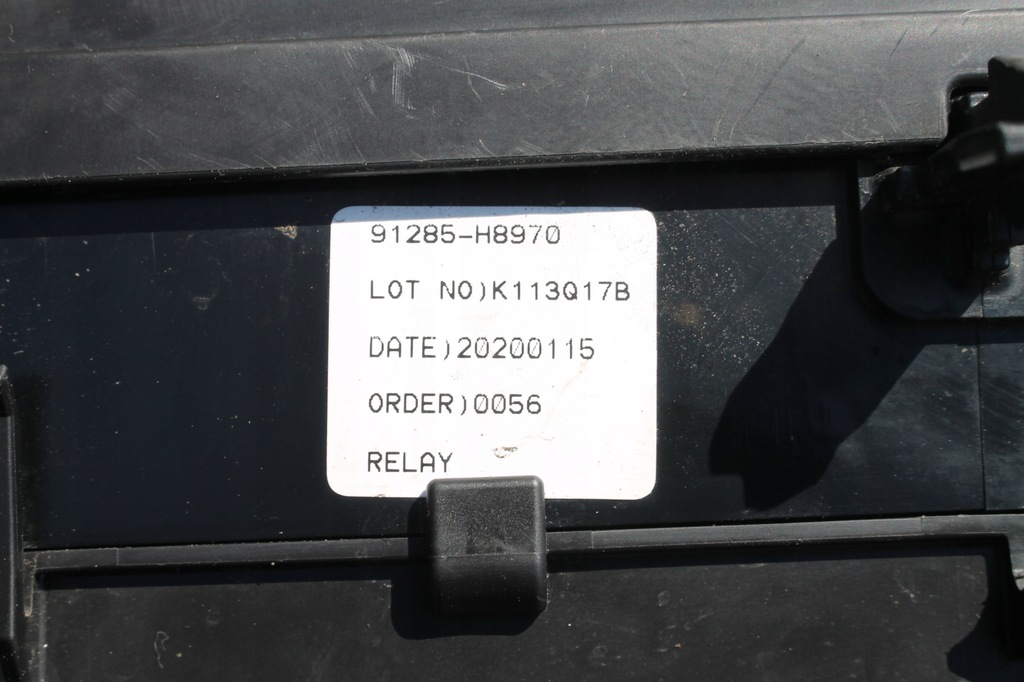 91285-H8970
LOT NO)K113Q17B
DATE)20200115
ORDER)0056
RELAY